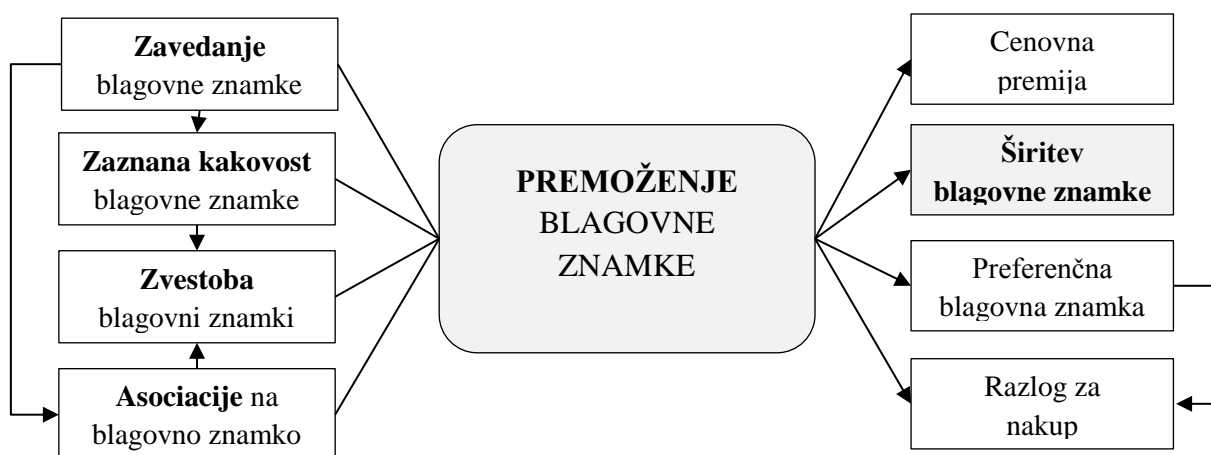 Zavedanje
blagovne znamke
Zaznana kakovost
blagovne znamke
Zvestoba
blagovni znamki
Asociacije na
blagovno znamko
PREMOŽENJE
BLAGOVNE
ZNAMKE
Cenovna
premija
Širitev
blagovne znamke
Preferenčna
blagovna znamka
Razlog za
nakup